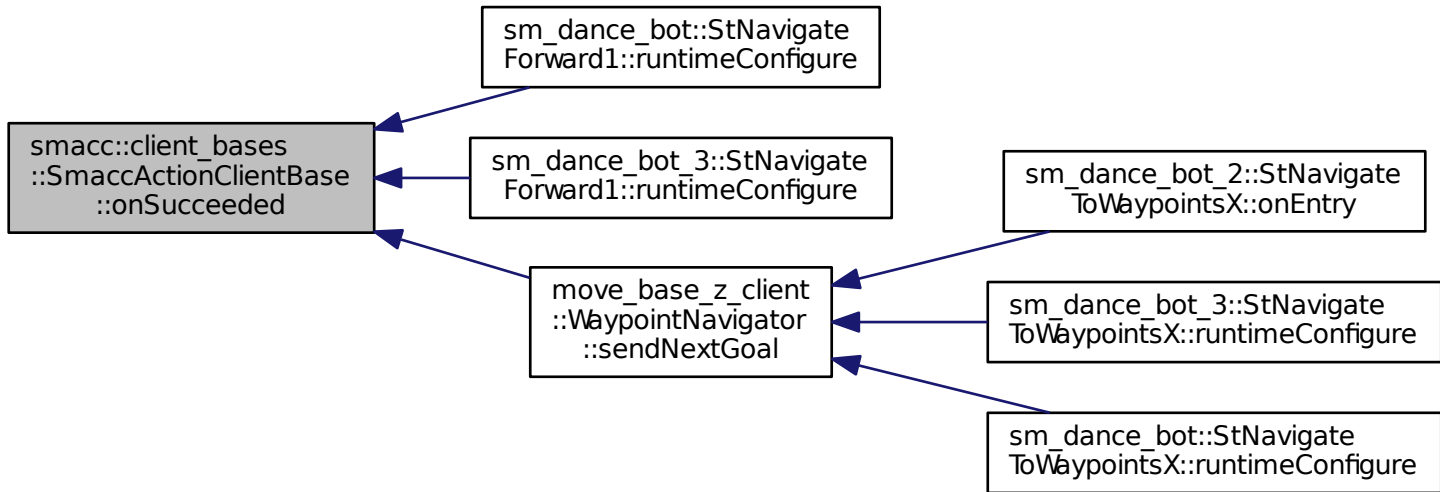 sm_dance_bot::StNavigate
Forward1::runtimeConfigure
smacc::client_bases
::SmaccActionClientBase
::onSucceeded
sm_dance_bot_3::StNavigate
Forward1::runtimeConfigure
move_base_z_client
::WaypointNavigator
::sendNextGoal
sm_dance_bot_2::StNavigate
ToWaypointsX::onEntry
sm_dance_bot_3::StNavigate
ToWaypointsX::runtimeConfigure
sm_dance_bot::StNavigate
ToWaypointsX::runtimeConfigure